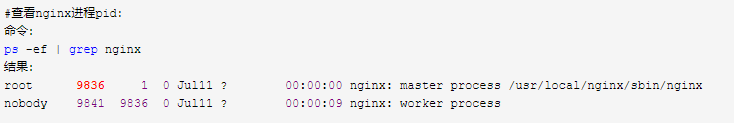 #查看nginx进程pid:
命令:
ps -ef | grep nginx
结果:
root      9836     1  0 Jul11 ?        00:00:00 nginx: master process /usr/local/nginx/sbin/nginx
nobody    9841  9836  0 Jul11 ?        00:00:09 nginx: worker process